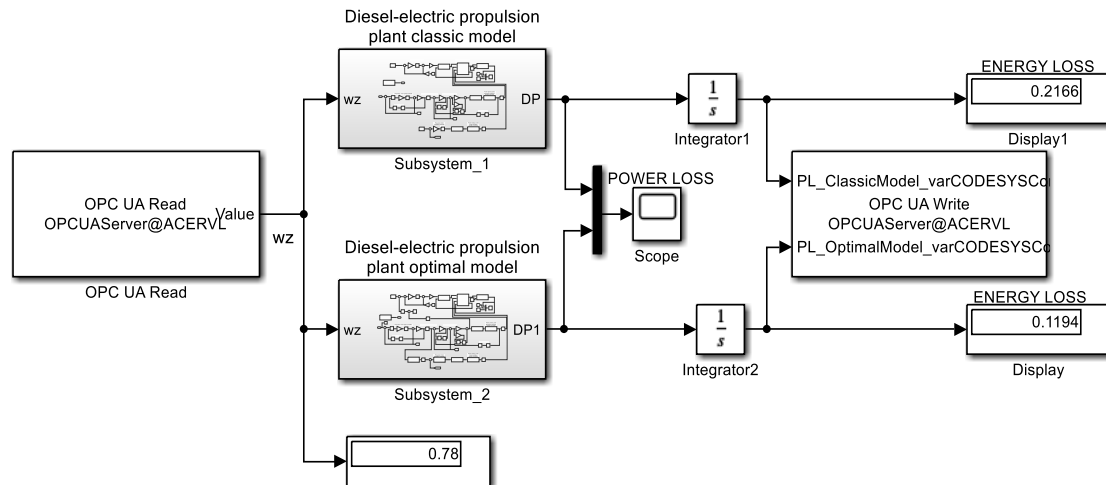 Diesel-electric propulsion
plant classic model
wz
DP
Subsystem_1
1
s
Integrator1
ENERGY LOSS
0.2166
Display1
OPC UA Read
OPCUAServer@ACERVL
Value
wz
OPC UA Read
POWER LOSS
Scope
PL_ClassicModel_varCODESYSCo
OPC UA Write
OPCUAServer@ACERVL
PL_OptimalModel_varCODESYSCo
Diesel-electric propulsion
plant optimal model
wz
DP1
Subsystem_2
1
s
Integrator2
ENERGY LOSS
0.1194
Display
0.78